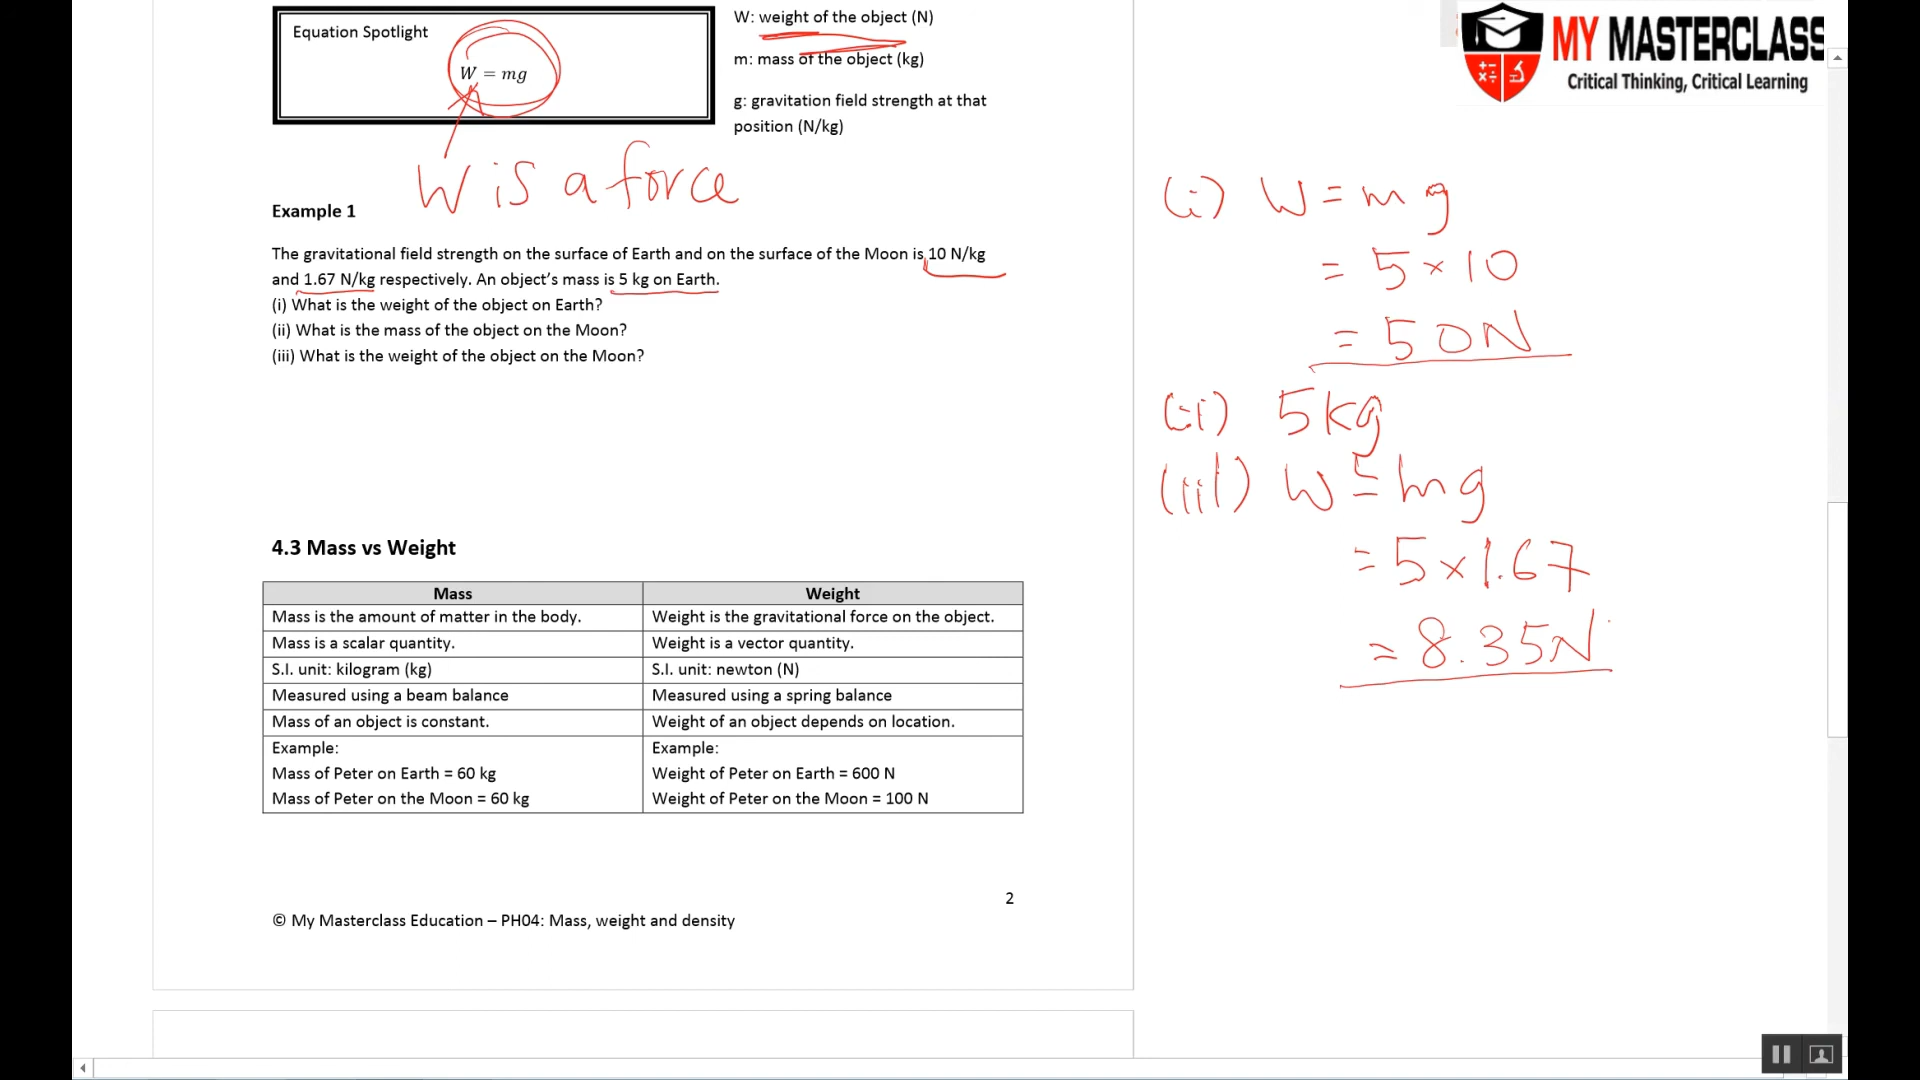 Equation Spotlight
W = mg
W: weight of the object (N)
m: mass of the object (kg)
g: gravitation field strength at that
position (N/kg)
W is a force
Example 1
The gravitational field strength on the surface of Earth and on the surface of the Moon is 10 N/kg
and 1.67 N/kg respectively. An object's mass is 5 kg on Earth.
(i) What is the weight of the object on Earth?
(ii) What is the mass of the object on the Moon?
(iii) What is the weight of the object on the Moon?
4.3 Mass vs Weight
Mass Weight
Mass is the amount of matter in the body. Weight is the gravitational force on the object.
Mass is a scalar quantity. Weight is a vector quantity.
S.I. unit: kilogram (kg) S.I. unit: newton (N)
Measured using a beam balance Measured using a spring balance
Mass of an object is constant. Weight of an object depends on location.
Example: Example:
Mass of Peter on Earth = 60 kg Weight of Peter on Earth = 600 N
Mass of Peter on the Moon = 60 kg Weight of Peter on the Moon = 100 N
2
© My Masterclass Education – PH04: Mass, weight and density
MY MASTERCLASS
Critical Thinking, Critical Learning
(i) W = mg
= 5 × 10
= 50N
(ii) 5kg
(iii) W = mg
= 5 × 1.67
= 8.35N